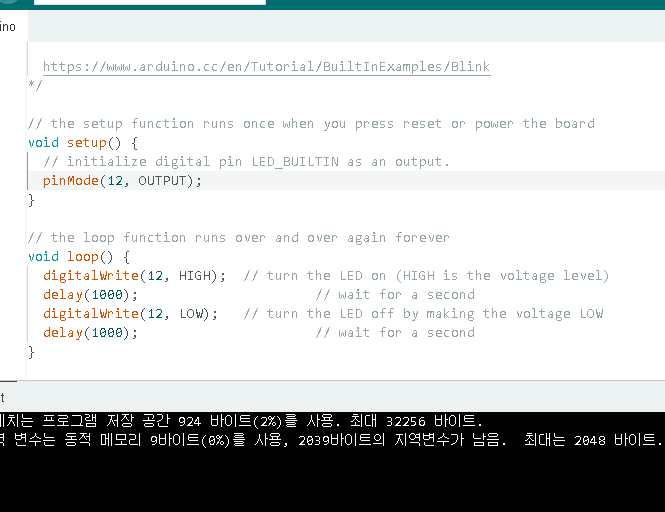 ino
https://www.arduino.cc/en/Tutorial/BuiltInExamples/Blink
*/
// the setup function runs once when you press reset or power the board
void setup() {
// initialize digital pin LED_BUILTIN as an output.
pinMode(12, OUTPUT);
}
// the loop function runs over and over again forever
void loop() {
digitalWrite(12, HIGH);  // turn the LED on (HIGH is the voltage level)
delay(1000);                      // wait for a second
digitalWrite(12, LOW);   // turn the LED off by making the voltage LOW
delay(1000);                      // wait for a second
}
t
프로그램 저장 공간 924 바이트(2%)를 사용. 최대 32256 바이트.
변수는 동적 메모리 9바이트(0%)를 사용, 2039바이트의 지역변수가 남음.  최대는 2048 바이트.